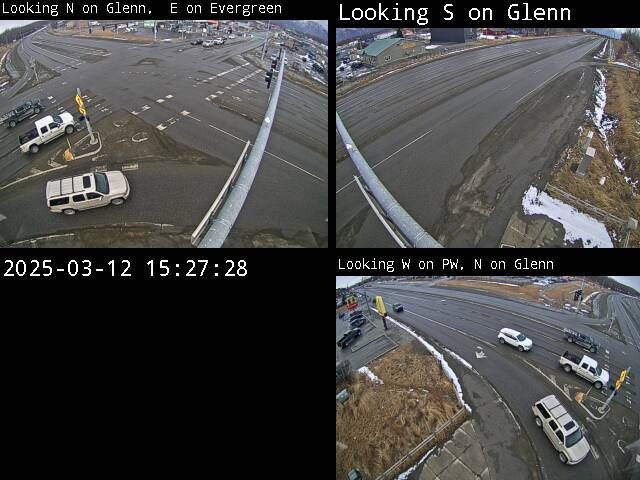 Looking N on Glenn,  E on Evergreen
Looking S on Glenn
2025-03-12 15:27:28
Looking W on PW, N on Glenn